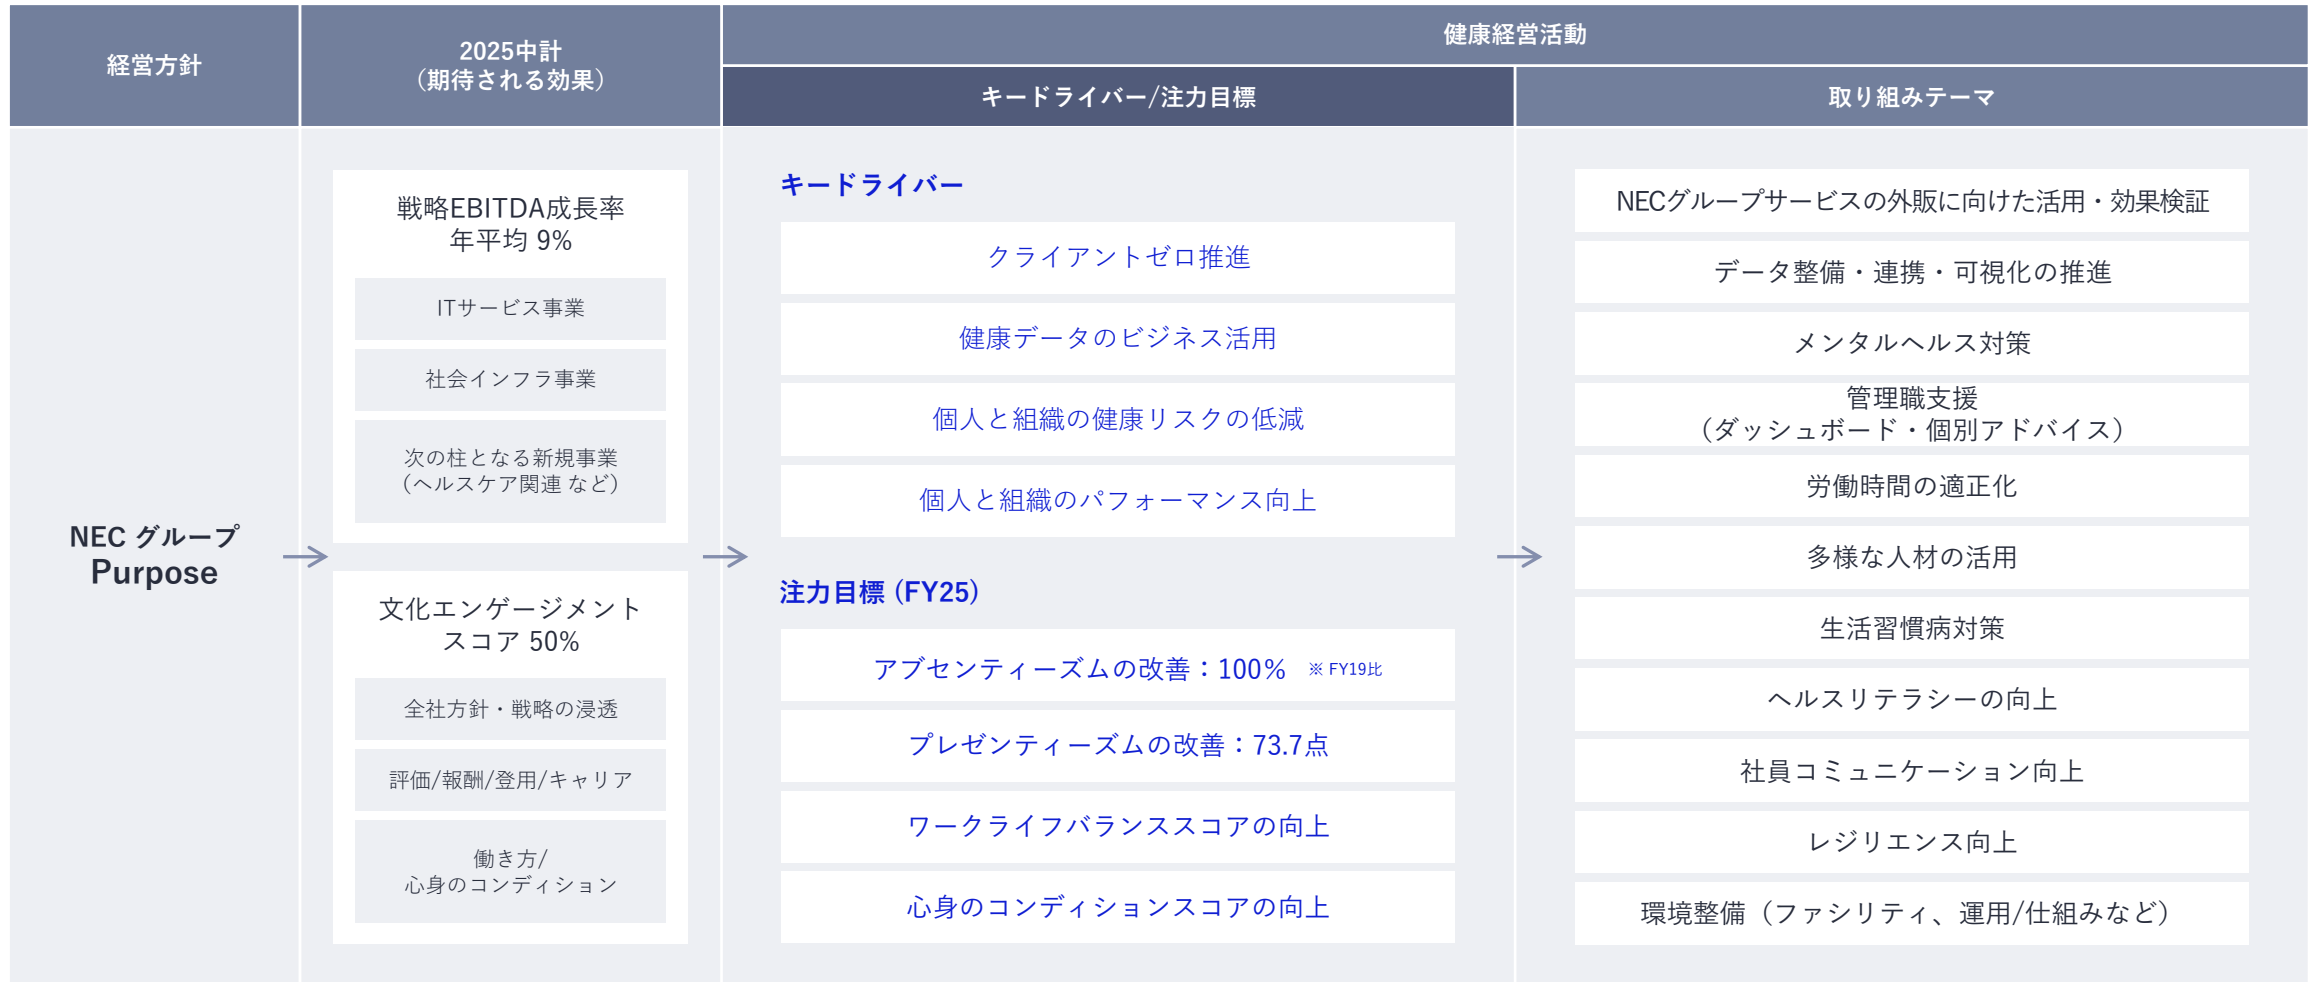 経営方針
2025中計
（期待される効果）
健康経営活動
キードライバー/注力目標
取り組みテーマ
NEC グループ
Purpose
戦略EBITDA成長率
年平均 9%
ITサービス事業
社会インフラ事業
次の柱となる新規事業
（ヘルスケア関連 など）
文化エンゲージメント
スコア 50%
全社方針・戦略の浸透
評価/報酬/登用/キャリア
働き方/
心身のコンディション
キードライバー
クライアントゼロ推進
健康データのビジネス活用
個人と組織の健康リスクの低減
個人と組織のパフォーマンス向上
注力目標 (FY25)
アブセンティーズムの改善：100% ※ FY19比
プレゼンティーズムの改善：73.7点
ワークライフバランススコアの向上
心身のコンディションスコアの向上
NECグループサービスの外販に向けた活用・効果検証
データ整備・連携・可視化の推進
メンタルヘルス対策
管理職支援
（ダッシュボード・個別アドバイス）
労働時間の適正化
多様な人材の活用
生活習慣病対策
ヘルスリテラシーの向上
社員コミュニケーション向上
レジリエンス向上
環境整備（ファシリティ、運用/仕組みなど）